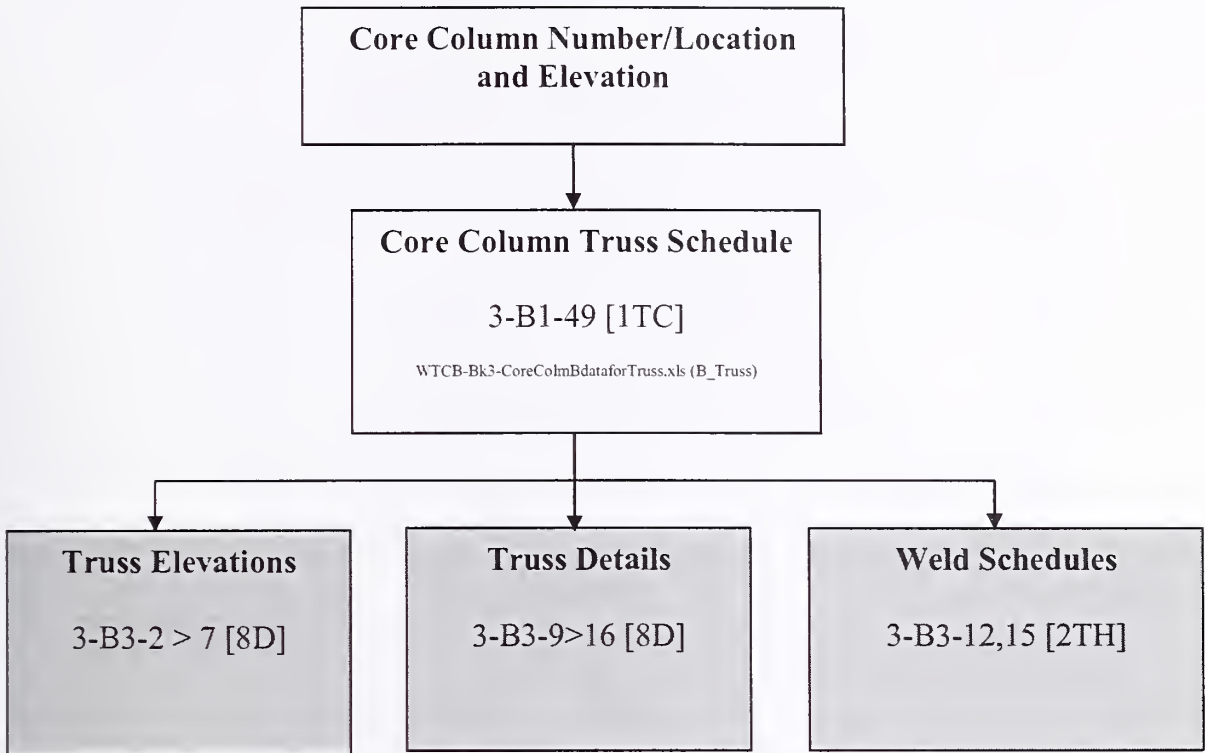 Core Column Number/Location
and Elevation
Core Column Truss Schedule
3-B1-49 [1TC]
WTCB-Bk3-CoreColmBdataforTruss.xls (B_Truss)
Truss Elevations
3-B3-2 > 7 [8D]
Truss Details
3-B3-9>16 [8D]
Weld Schedules
3-B3-12,15 [2TH]